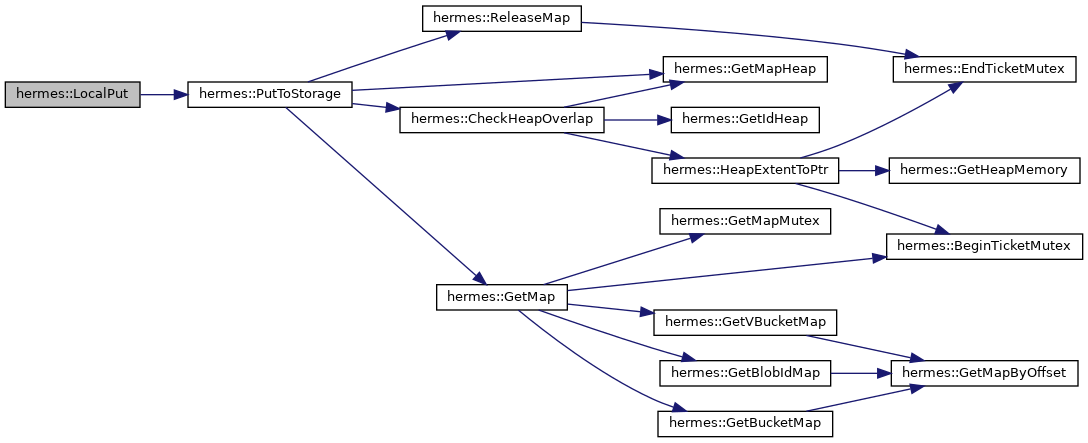 hermes::LocalPut
hermes::PutToStorage
hermes::ReleaseMap
hermes::CheckHeapOverlap
hermes::GetMap
hermes::GetMapHeap
hermes::GetIdHeap
hermes::HeapExtentToPtr
hermes::GetMapMutex
hermes::GetVBucketMap
hermes::GetBlobIdMap
hermes::GetBucketMap
hermes::EndTicketMutex
hermes::GetHeapMemory
hermes::BeginTicketMutex
hermes::GetMapByOffset